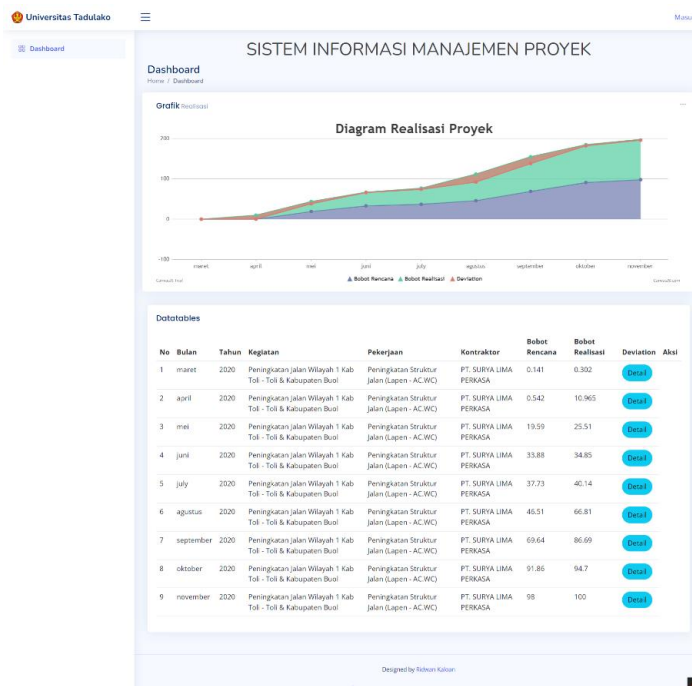 Universitas Tadulako
Masu
Dashboard
SISTEM INFORMASI MANAJEMEN PROYEK
Dashboard
Home / Dashboard
Grafik Realisasi
Diagram Realisasi Proyek
200
100
0
-100
maret april mei juni july agustus september oktober november
Bobot Rencana Bobot Realisasi Deviation
CanvasJS.com
Datatables
No Bulan Tahun Kegiatan Pekerjaan Kontraktor Bobot Rencana Bobot Realisasi Deviation Aksi
1 maret 2020 Peningkatan Jalan Wilayah 1 Kab Peningkatan Struktur PT. SURYA LIMA 0.141 0.302 Detail
Toli - Toli & Kabupaten Buol Jalan (Lapen - AC.WC) PERKASA
2 april 2020 Peningkatan Jalan Wilayah 1 Kab Peningkatan Struktur PT. SURYA LIMA 0.542 10.965 Detail
Toli - Toli & Kabupaten Buol Jalan (Lapen - AC.WC) PERKASA
3 mei 2020 Peningkatan Jalan Wilayah 1 Kab Peningkatan Struktur PT. SURYA LIMA 19.59 25.51 Detail
Toli - Toli & Kabupaten Buol Jalan (Lapen - AC.WC) PERKASA
4 juni 2020 Peningkatan Jalan Wilayah 1 Kab Peningkatan Struktur PT. SURYA LIMA 33.88 34.85 Detail
Toli - Toli & Kabupaten Buol Jalan (Lapen - AC.WC) PERKASA
5 july 2020 Peningkatan Jalan Wilayah 1 Kab Peningkatan Struktur PT. SURYA LIMA 37.73 40.14 Detail
Toli - Toli & Kabupaten Buol Jalan (Lapen - AC.WC) PERKASA
6 agustus 2020 Peningkatan Jalan Wilayah 1 Kab Peningkatan Struktur PT. SURYA LIMA 46.51 66.81 Detail
Toli - Toli & Kabupaten Buol Jalan (Lapen - AC.WC) PERKASA
7 september 2020 Peningkatan Jalan Wilayah 1 Kab Peningkatan Struktur PT. SURYA LIMA 69.64 86.69 Detail
Toli - Toli & Kabupaten Buol Jalan (Lapen - AC.WC) PERKASA
8 oktober 2020 Peningkatan Jalan Wilayah 1 Kab Peningkatan Struktur PT. SURYA LIMA 91.86 94.7 Detail
Toli - Toli & Kabupaten Buol Jalan (Lapen - AC.WC) PERKASA
9 november 2020 Peningkatan Jalan Wilayah 1 Kab Peningkatan Struktur PT. SURYA LIMA 98 100 Detail
Toli - Toli & Kabupaten Buol Jalan (Lapen - AC.WC) PERKASA
Designed by Ridwan Kaloan